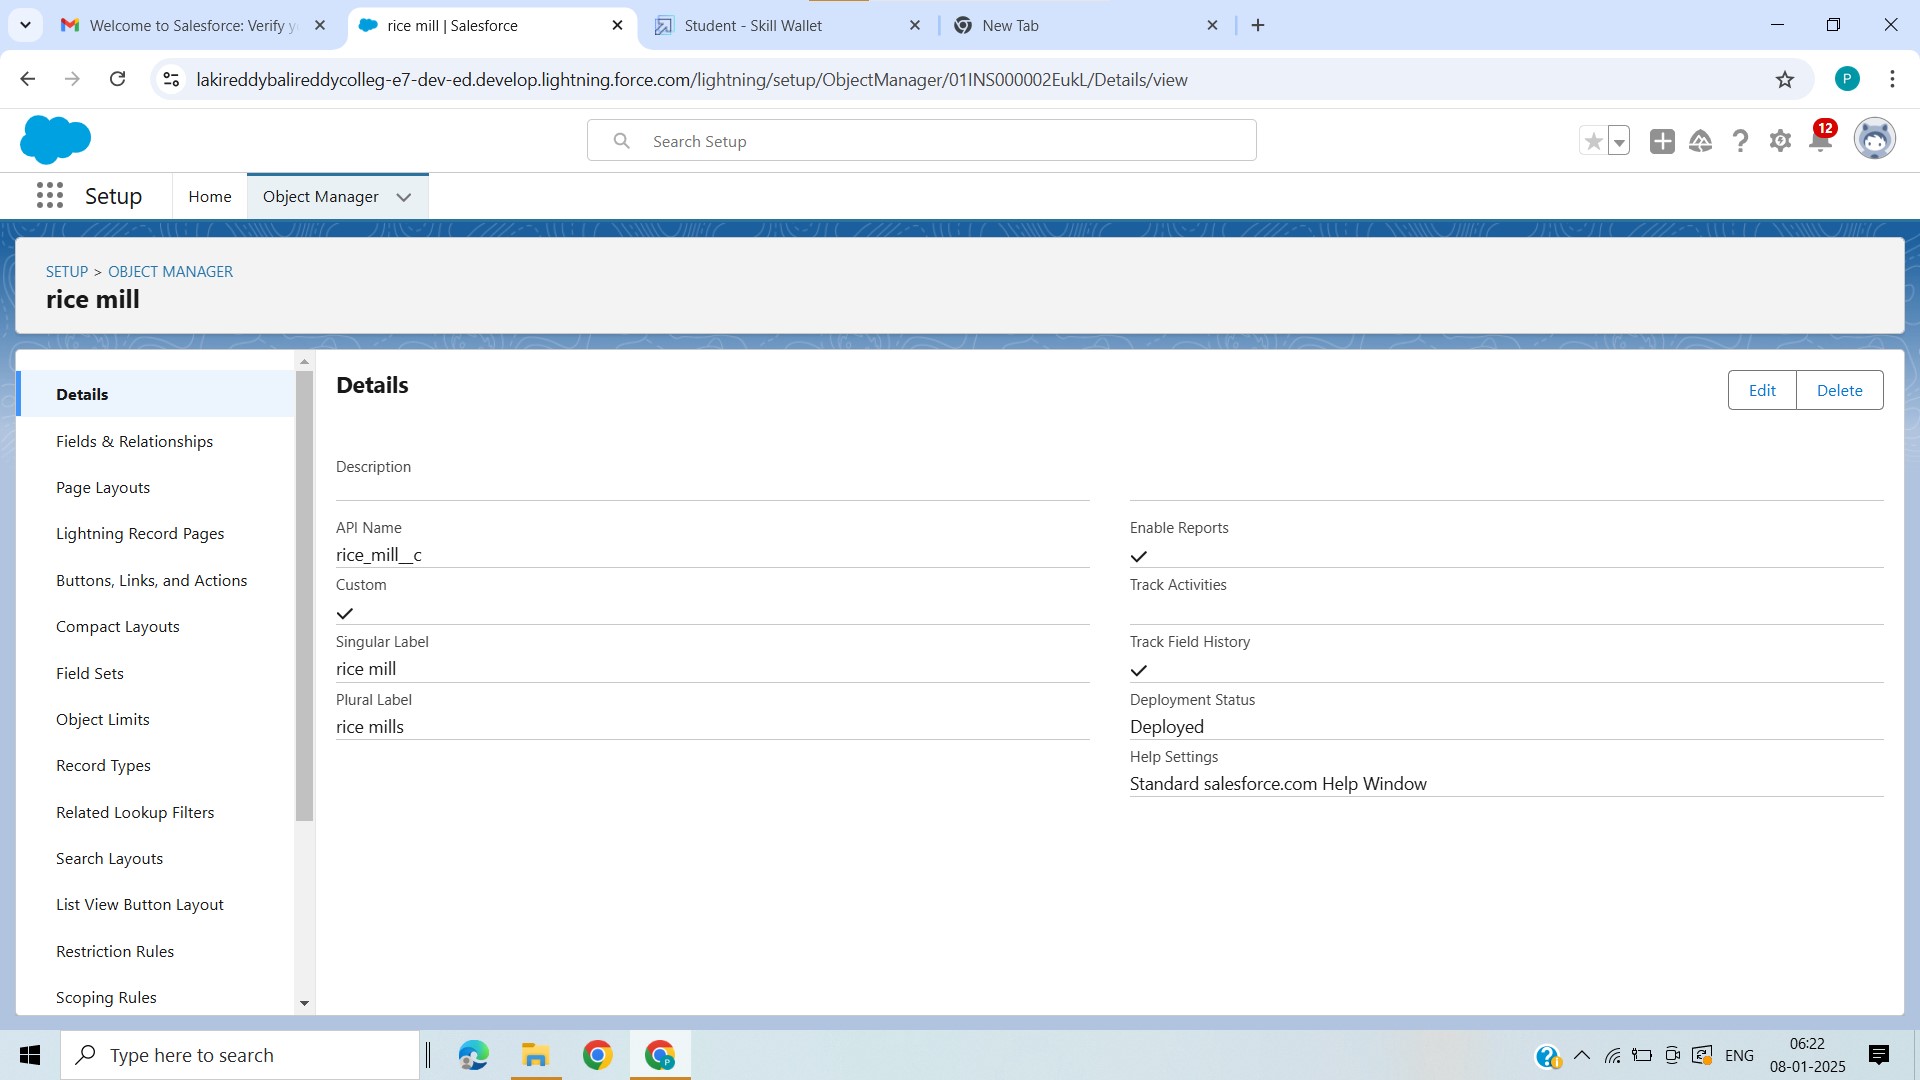 Welcome to Salesforce: Verify y
rice mill | Salesforce
Student - Skill Wallet
New Tab
lakireddybalireddycolleg-e7-dev-ed.develop.lightning.force.com/lightning/setup/ObjectManager/01INS000002EukL/Details/view
P
Search Setup
12
Setup
Home
Object Manager
SETUP > OBJECT MANAGER
rice mill
Details
Fields & Relationships
Page Layouts
Lightning Record Pages
Buttons, Links, and Actions
Compact Layouts
Field Sets
Object Limits
Record Types
Related Lookup Filters
Search Layouts
List View Button Layout
Restriction Rules
Scoping Rules
Details
Edit
Delete
Description
API Name
rice_mill__c
Custom
Singular Label
rice mill
Plural Label
rice mills
Enable Reports
Track Activities
Track Field History
Deployment Status
Deployed
Help Settings
Standard salesforce.com Help Window
Type here to search
P
ENG
06:22
08-01-2025